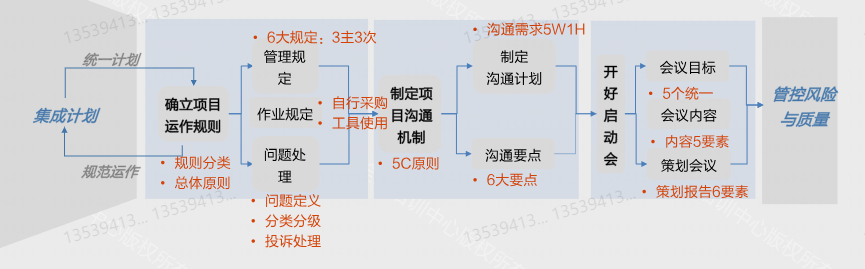 统一计划
集成计划
规范运作
确立项目
运作规则
• 规则分类
• 总体原则
• 6大规定：3主3次
管理规
定
作业规定
• 自行采购
• 工具使用
问题处
理
• 问题定义
• 分类分级
• 投诉处理
制定项
目沟通
机制
• 5C原则
• 沟通需求5W1H
制定
沟通计划
沟通要点
• 6大要点
开
好
启
动
会
会议目标
• 5个统一
会议内容
• 内容5要素
策划会议
• 策划报告6要素
管控风险
与质量
13539413...
13539413...
13539413...
13539413...